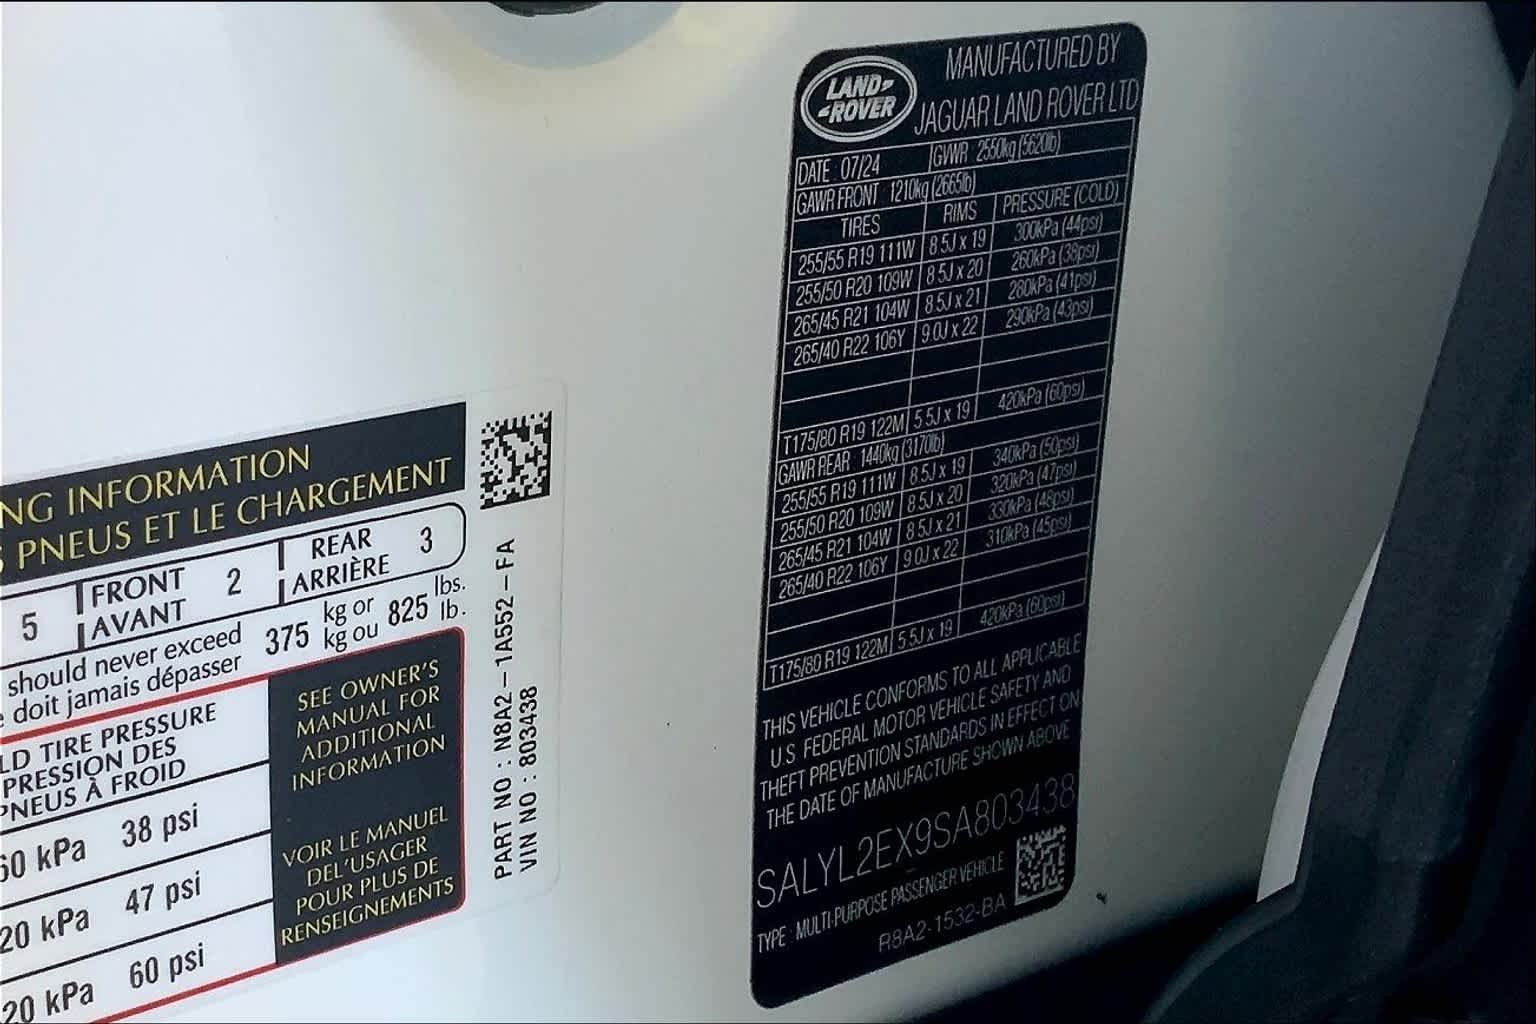 NG INFORMATION
S PNEUS ET LE CHARGEMENT
5 FRONT AVANT 2 REAR ARRIÈRE 3
should never exceed 375 kg or 825 lbs.
doit jamais dépasser kg ou lb.
LD TIRE PRESSURE
PRESSION DES
PNEUS À FROID
60 kPa 38 psi
20 kPa 47 psi
20 kPa 60 psi
SEE OWNER'S
MANUAL FOR
ADDITIONAL
INFORMATION
VOIR LE MANUEL
DEL'USAGER
POUR PLUS DE
RENSEIGNEMENTS
PART NO : N8A2-1A552-FA
VIN NO : 803438
LAND
ROVER
MANUFACTURED BY
JAGUAR LAND ROVER LTD
DATE 07/24 GVWR 2550kg (5620lb)
GAWR FRONT 1210kg (2665lb)
TIRES RIMS PRESSURE (COLD)
255/55 R19 111W 8.5J x 19 300kPa (44psi)
255/50 R20 109W 8.5J x 20 260kPa (38psi)
265/45 R21 104W 8.5J x 21 280kPa (41psi)
265/40 R22 106Y 9.0J x 22 290kPa (43psi)
T175/80 R19 122M 5.5J x 19 420kPa (60psi)
GAWR REAR 1440kg (3170lb)
255/55 R19 111W 8.5J x 19 340kPa (50psi)
255/50 R20 109W 8.5J x 20 320kPa (47psi)
265/45 R21 104W 8.5J x 21 330kPa (48psi)
265/40 R22 106Y 9.0J x 22 310kPa (45psi)
T175/80 R19 122M 5.5J x 19 420kPa (60psi)
THIS VEHICLE CONFORMS TO ALL APPLICABLE
U.S FEDERAL MOTOR VEHICLE SAFETY AND
THEFT PREVENTION STANDARDS IN EFFECT ON
THE DATE OF MANUFACTURE SHOWN ABOVE
SALYL2EX9SA803438
TYPE : MULTI-PURPOSE PASSENGER VEHICLE
R8A2-1532-BA